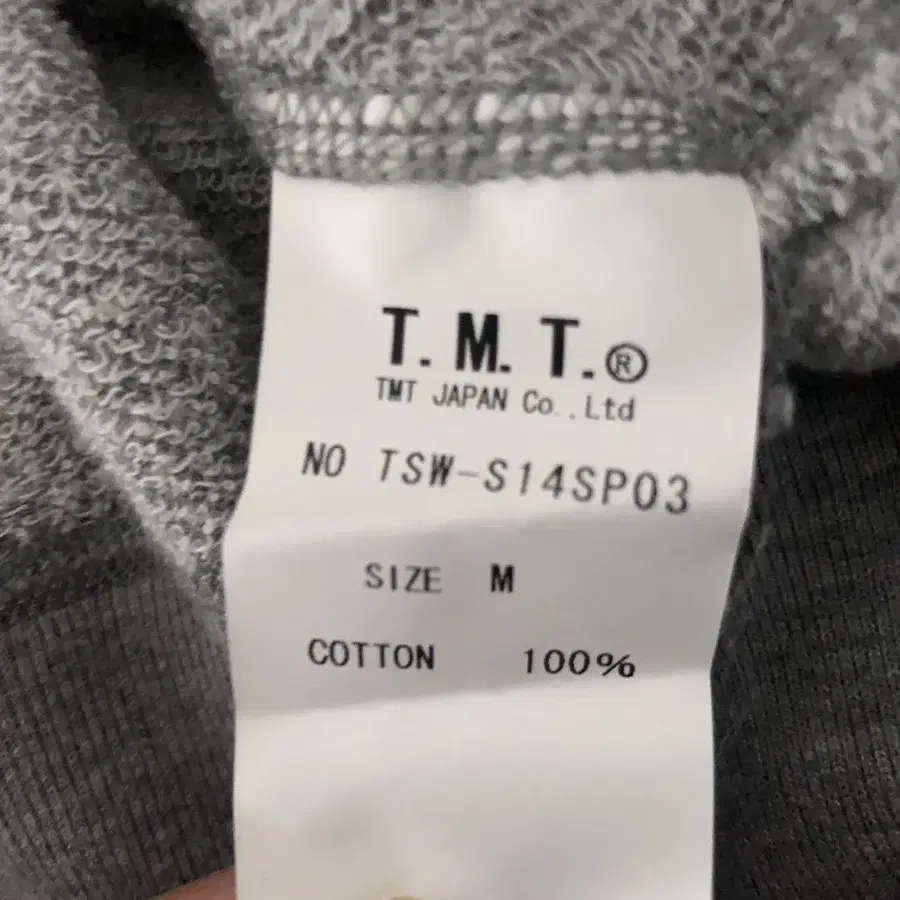 T.M.T.®
TMT JAPAN Co.,Ltd
NO TSW-S14SP03
SIZE M
COTTON 100%